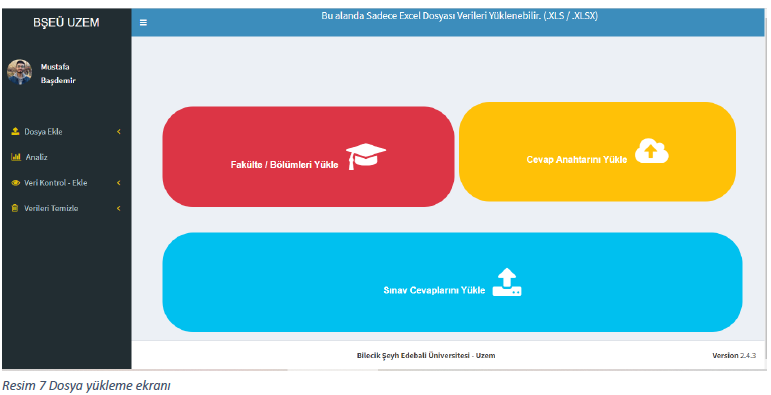 BŞEÜ UZEM
Bu alanda Sadece Excel Dosyası Verileri Yüklenebilir. (.XLS / .XLSX)
Mustafa
Başdemir
Dosya Ekle
Analiz
Veri Kontrol - Ekle
Verileri Temizle
Fakülte / Bölümleri Yükle
Cevap Anahtarını Yükle
Sınav Cevaplarını Yükle
Bilecik Şeyh Edebali Üniversitesi - Uzem
Version 2.4.3
Resim 7 Dosya yükleme ekranı